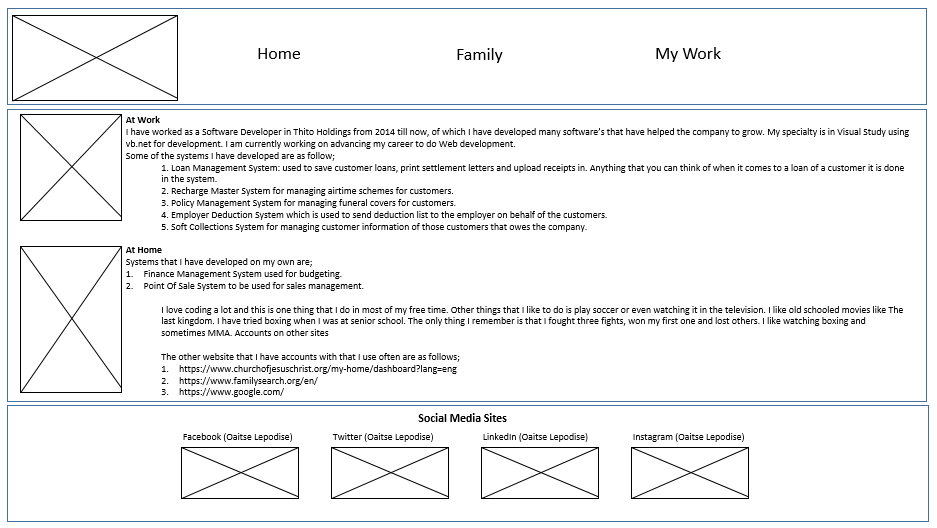 Home Family My Work
At Work
I have worked as a Software Developer in Thito Holdings from 2014 till now, of which I have developed many software's that have helped the company to grow. My specialty is in Visual Study using
vb.net for development. I am currently working on advancing my career to do Web development.
Some of the systems I have developed are as follow;
1. Loan Management System: used to save customer loans, print settlement letters and upload receipts in. Anything that you can think of when it comes to a loan of a customer it is done
in the system.
2. Recharge Master System for managing airtime schemes for customers.
3. Policy Management System for managing funeral covers for customers.
4. Employer Deduction System which is used to send deduction list to the employer on behalf of the customers.
5. Soft Collections System for managing customer information of those customers that owes the company.
At Home
Systems that I have developed on my own are;
1. Finance Management System used for budgeting.
2. Point Of Sale System to be used for sales management.
I love coding a lot and this is one thing that I do in most of my free time. Other things that I like to do is play soccer or even watching it in the television. I like old schooled movies like The
last kingdom. I have tried boxing when I was at senior school. The only thing I remember is that I fought three fights, won my first one and lost others. I like watching boxing and
sometimes MMA. Accounts on other sites
The other website that I have accounts with that I use often are as follows;
1. https://www.churchofjesuschrist.org/my-home/dashboard?lang=eng
2. https://www.familysearch.org/en/
3. https://www.google.com/
Social Media Sites
Facebook (Oaitse Lepodise) Twitter (Oaitse Lepodise) LinkedIn (Oaitse Lepodise) Instagram (Oaitse Lepodise)